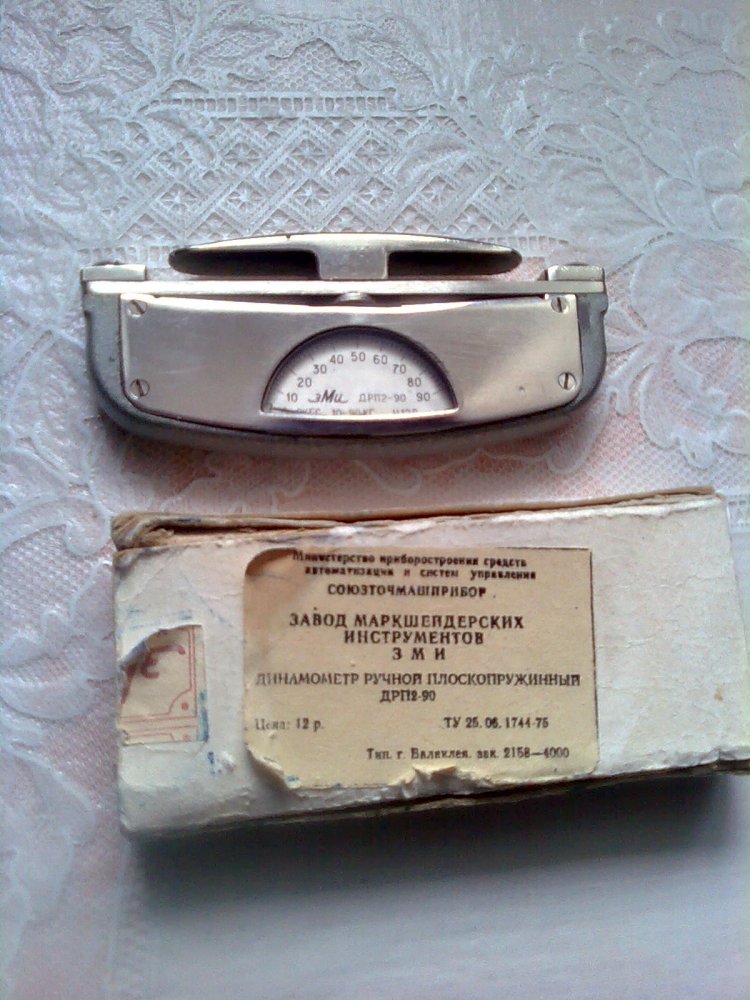 10 20 30 40 50 60 70 80 90
зМи ДРП2-90
Министерство приборостроения средств
автоматизации и систем управления
СОЮЗТОЧМАШПРИБОР
ЗАВОД МАРКШЕЙДЕРСКИХ
ИНСТРУМЕНТОВ
З М И
ДИНАМОМЕТР РУЧНОЙ ПЛОСКОПРУЖИННЫЙ
ДРП2-90
Цена: 12 р. ТУ 25.06.1744-75
Тип. г. Балаклея. зак. 2158—4000